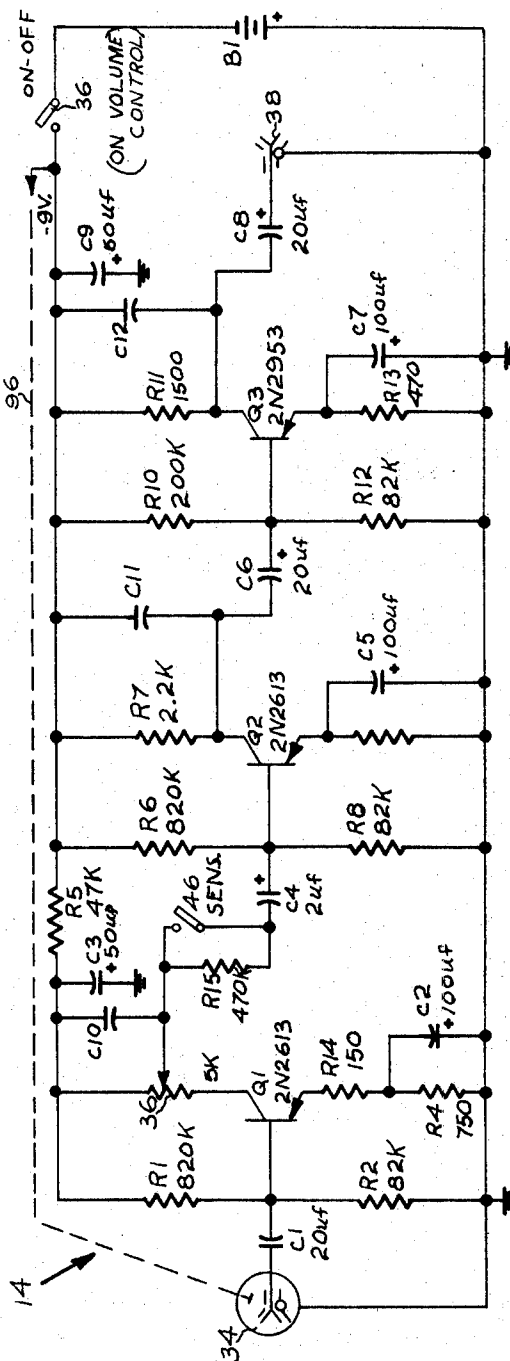 14
34
96
C1
20uf
R1
820K
R2
82K
36
5K
Q1
2N2613
R14
150
R4
750
C2
+100uf
C10
C3
+50up
R5
47K
R15
470K
46
SENS.
C4
+
2uf
R6
820K
R8
82K
R7
2.2K
Q2
2N2613
C5
+100uf
C11
C6
+
20uf
R10
200K
R12
82K
R11
1500
Q3
2N2953
R13
470
C7
+100uf
C12
C9
+50uf
-9V.
C8
+
20uf
38
36
ON-OFF
(ON VOLUME
CONTROL)
B1
+